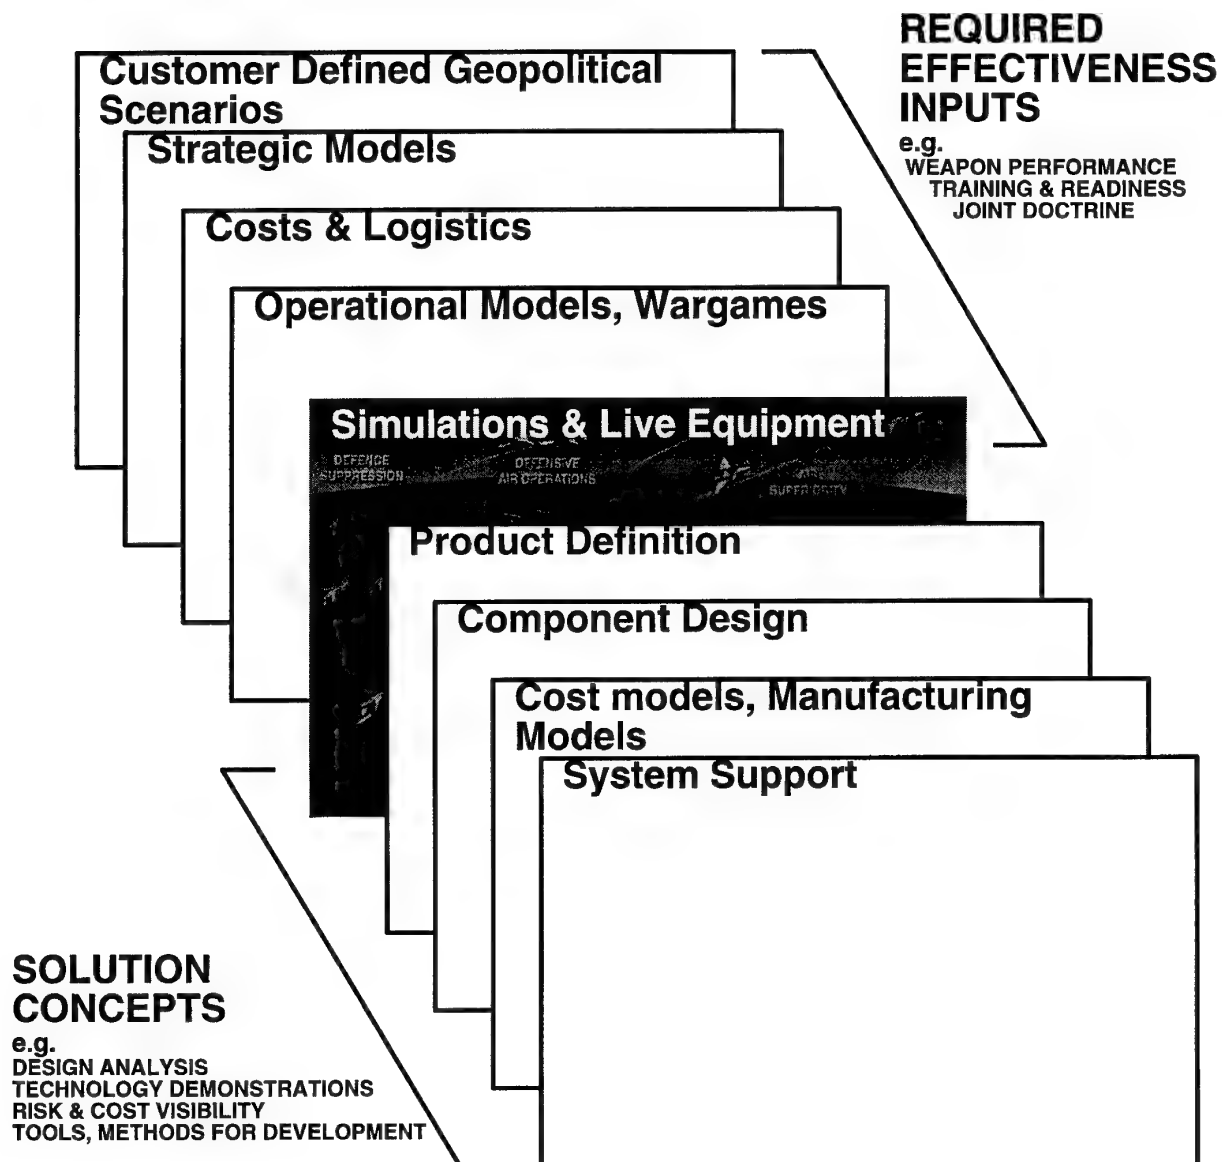 REQUIRED
EFFECTIVENESS
INPUTS
e.g.
WEAPON PERFORMANCE
TRAINING & READINESS
JOINT DOCTRINE
Customer Defined Geopolitical
Scenarios
Strategic Models
Costs & Logistics
Operational Models, Wargames
Simulations & Live Equipment
DEFENCE
SUPPRESSION
DEFENSIVE
AIR OPERATIONS
AIR
SUPERIORITY
Product Definition
Component Design
Cost models, Manufacturing
Models
System Support
SOLUTION
CONCEPTS
e.g.
DESIGN ANALYSIS
TECHNOLOGY DEMONSTRATIONS
RISK & COST VISIBILITY
TOOLS, METHODS FOR DEVELOPMENT